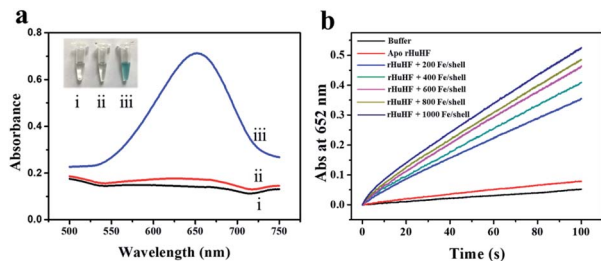 a
i
ii
iii
iii
ii
i
0.8
0.6
0.4
0.2
0.0
500
550
600
650
700
750
Absorbance
Wavelength (nm)
b
Buffer
Apo rHuHF
rHuHF + 200 Fe/shell
rHuHF + 400 Fe/shell
rHuHF + 600 Fe/shell
rHuHF + 800 Fe/shell
rHuHF + 1000 Fe/shell
0.5
0.4
0.3
0.2
0.1
0.0
0
20
40
60
80
100
Abs at 652 nm
Time (s)